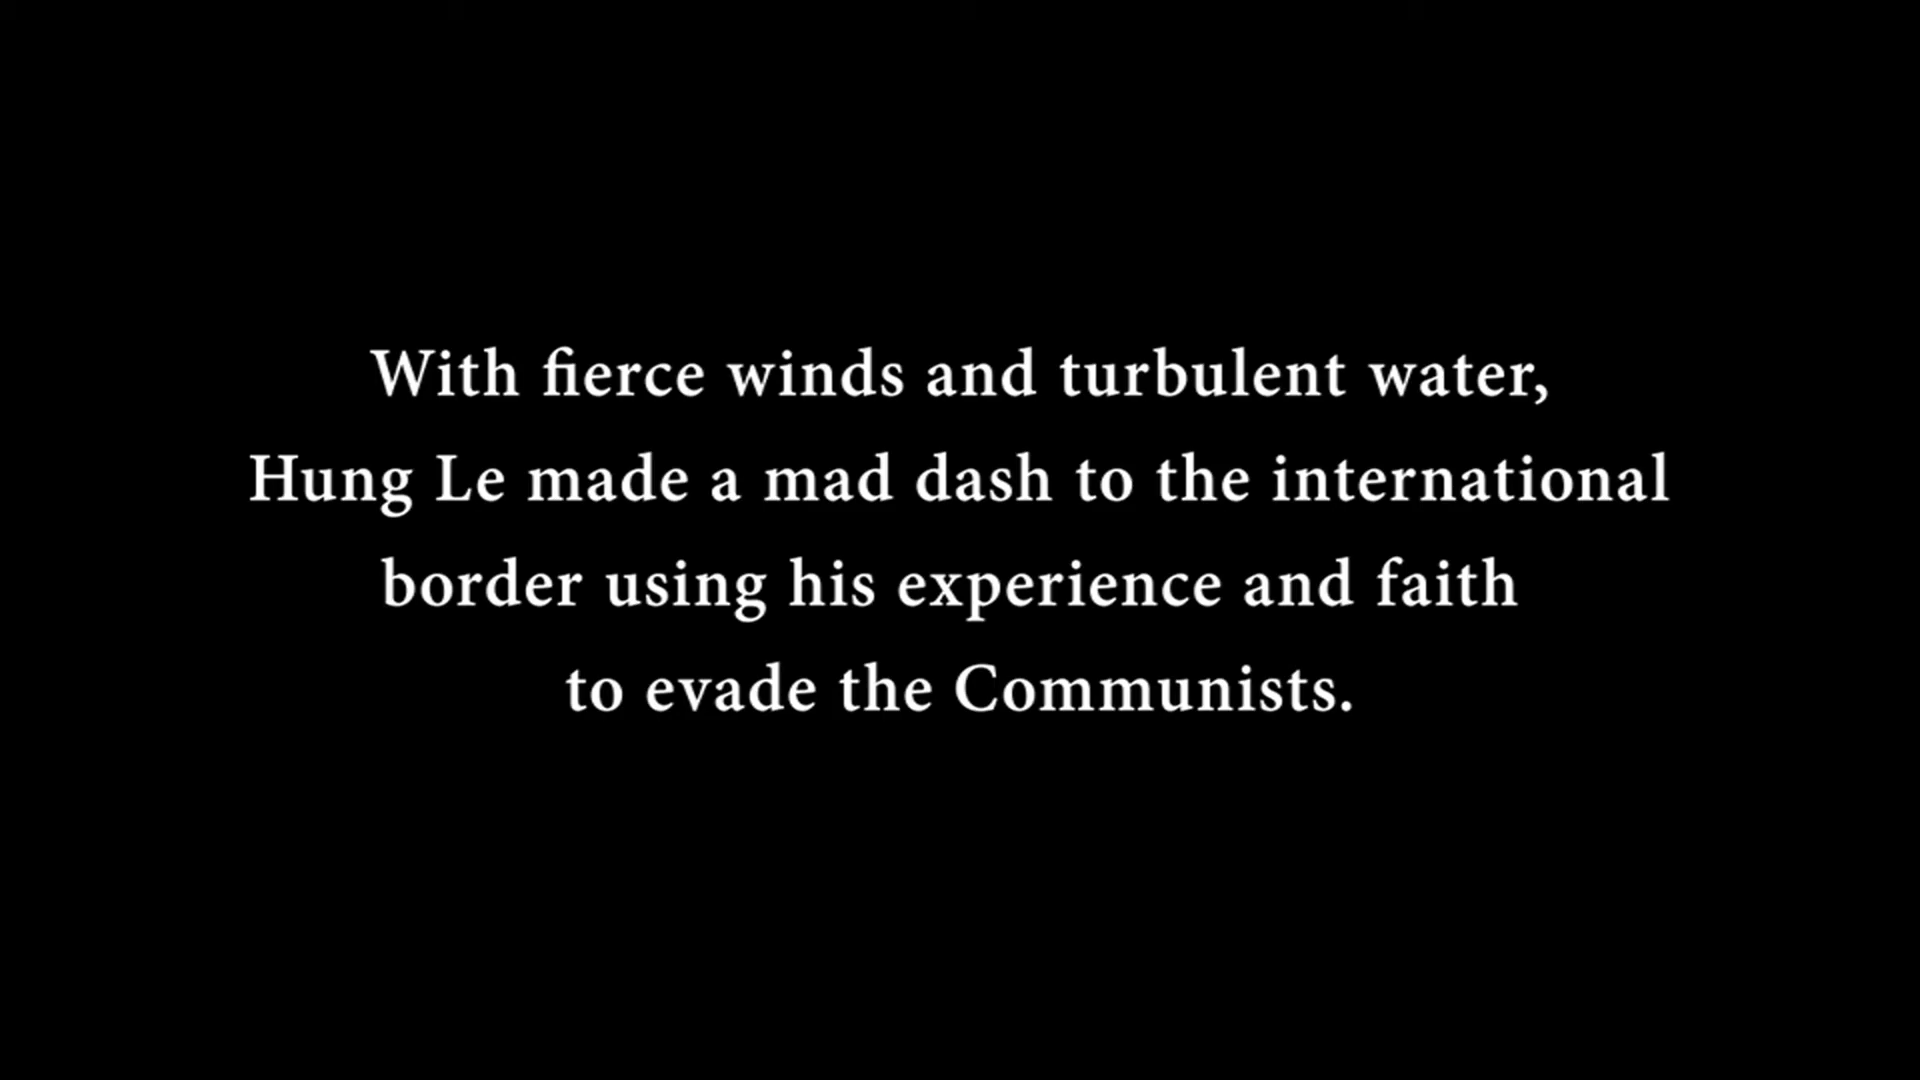 With fierce winds and turbulent water,
Hung Le made a mad dash to the international
border using his experience and faith
to evade the Communists.